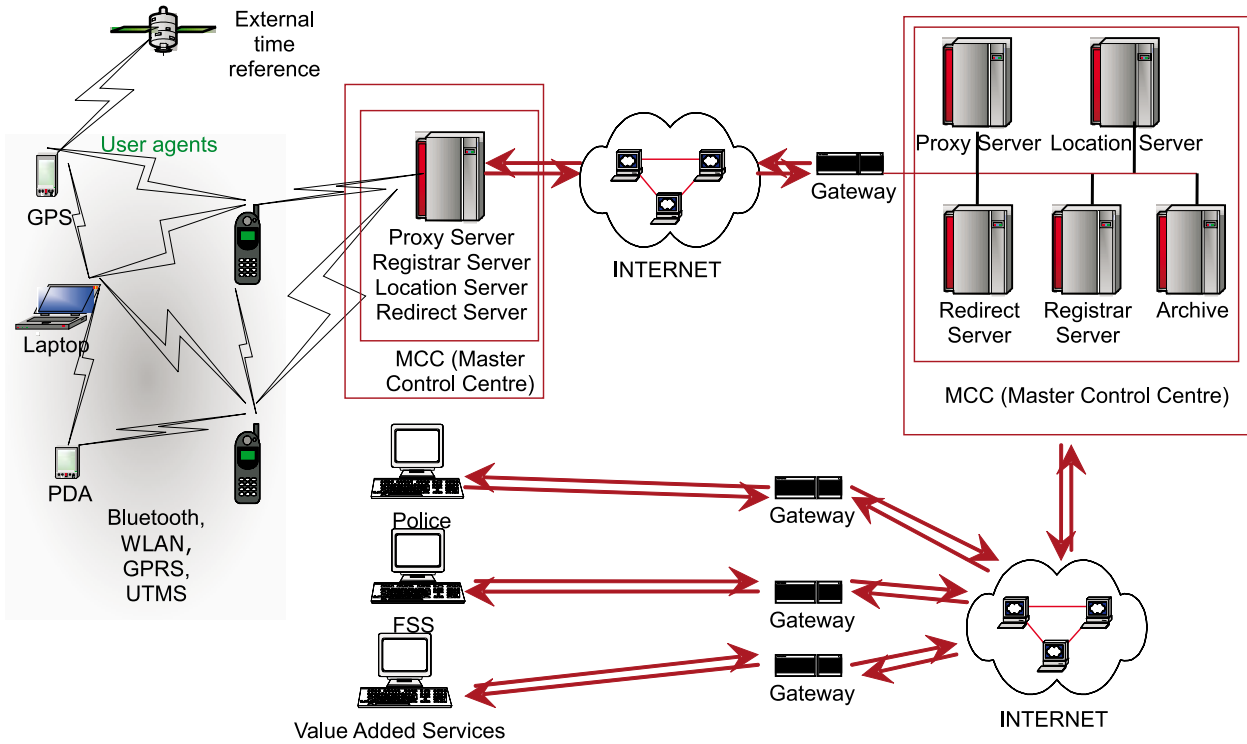 External
time
reference
User agents
GPS
Laptop
PDA
Bluetooth,
WLAN,
GPRS,
UTMS
Proxy Server
Registrar Server
Location Server
Redirect Server
MCC (Master
Control Centre)
INTERNET
Gateway
Proxy Server
Location Server
Redirect
Server
Registrar
Server
Archive
MCC (Master Control Centre)
Police
Gateway
FSS
Gateway
Value Added Services
Gateway
INTERNET